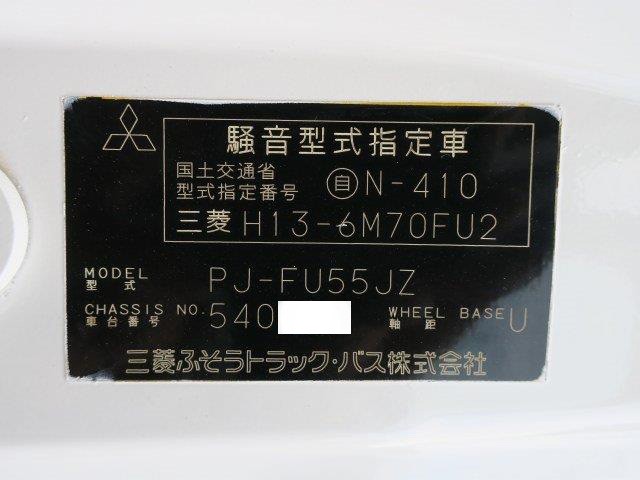 騒音型式指定車
国土交通省
型式指定番号 自N-410
三菱 H13-6M70FU2
MODEL PJ-FU55JZ
型式
CHASSIS NO. 540 WHEEL BASE U
車台番号 軸距
三菱ふそうトラック・バス株式会社